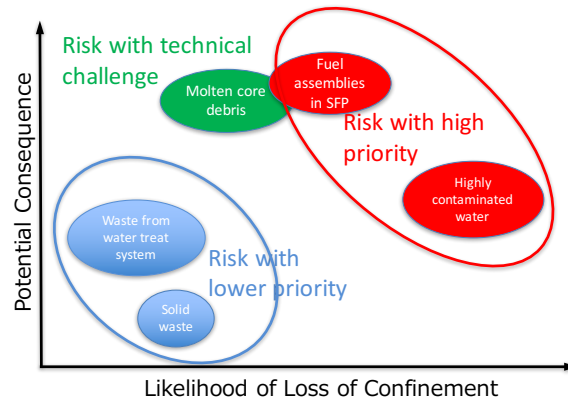 Risk with technical
challenge
Fuel
assemblies
in SFP
Molten core
debris
Risk with high
priority
Highly
contaminated
water
Waste from
water treat
system
Risk with
lower priority
Solid
waste
Potential Consequence
Likelihood of Loss of Confinement